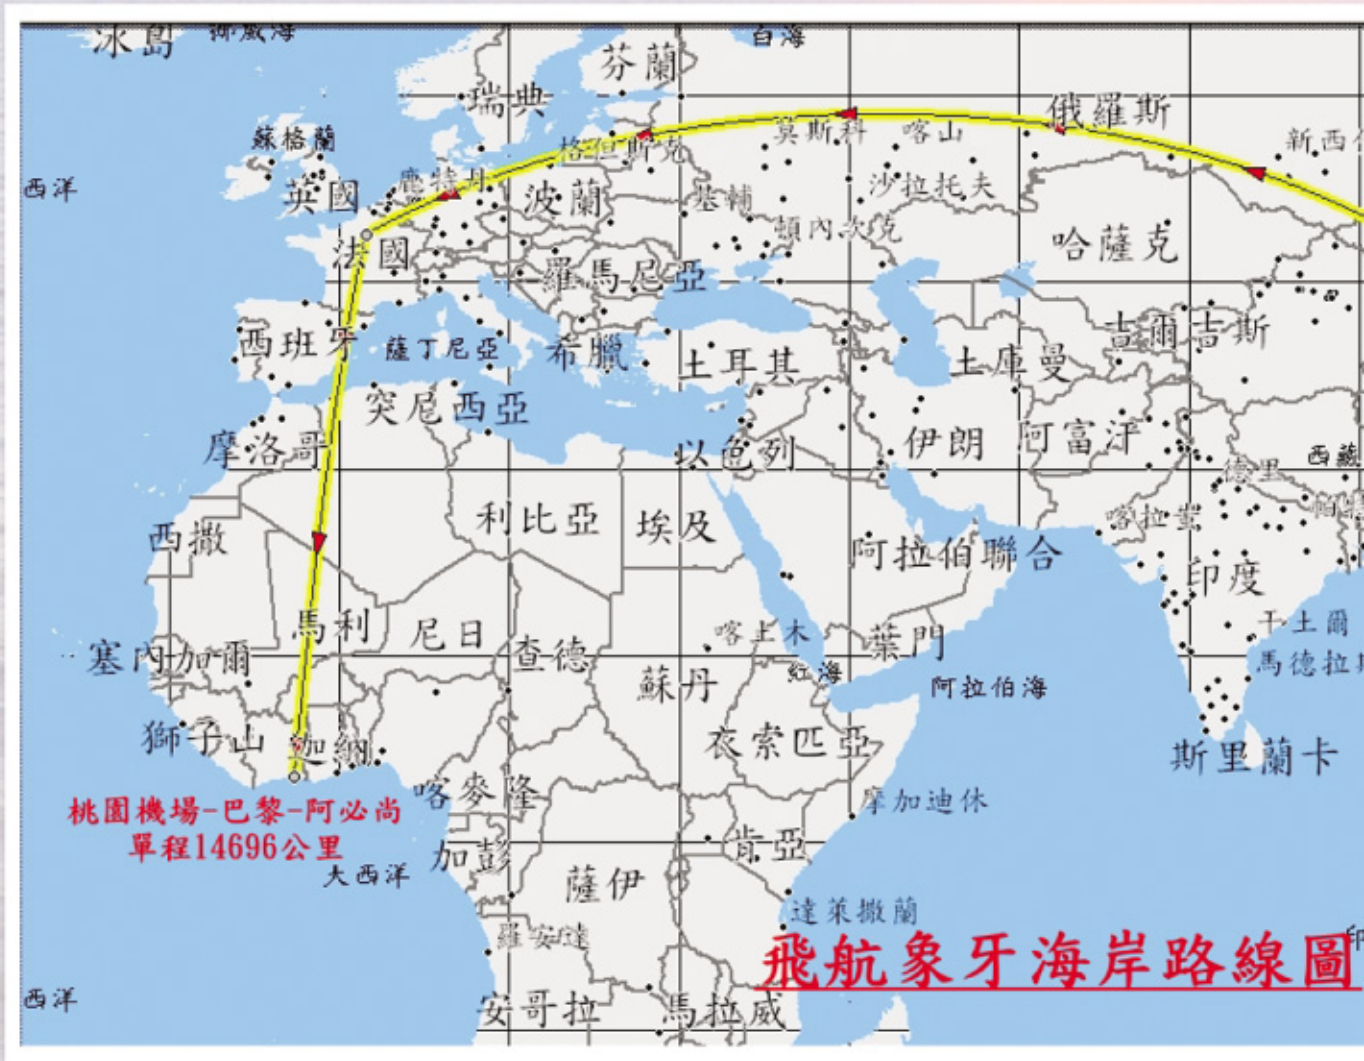 冰島
挪威海
白海
芬蘭
瑞典
俄羅斯
蘇格蘭
格但斯克
莫斯科
喀山
西洋
英國
鹿特丹
波蘭
基輔
沙拉托夫
法國
頓內次克
哈薩克
羅馬尼亞
西班牙
薩丁尼亞
希臘
土耳其
土庫曼
吉爾吉斯
突尼西亞
摩洛哥
以色列
伊朗
阿富汗
西藏
德里
西撒
利比亞
埃及
阿拉伯聯合
喀拉蚩
印度
馬利
尼日
查德
喀土木
葉門
干土爾
塞內加爾
蘇丹
紅海
阿拉伯海
馬德拉斯
獅子山
迦納
衣索匹亞
斯里蘭卡
桃園機場-巴黎-阿必尚
單程14696公里
喀麥隆
摩加迪休
大西洋
加彭
肯亞
薩伊
達萊撒蘭
羅安達
飛航象牙海岸路線圖
西洋
安哥拉
馬拉威